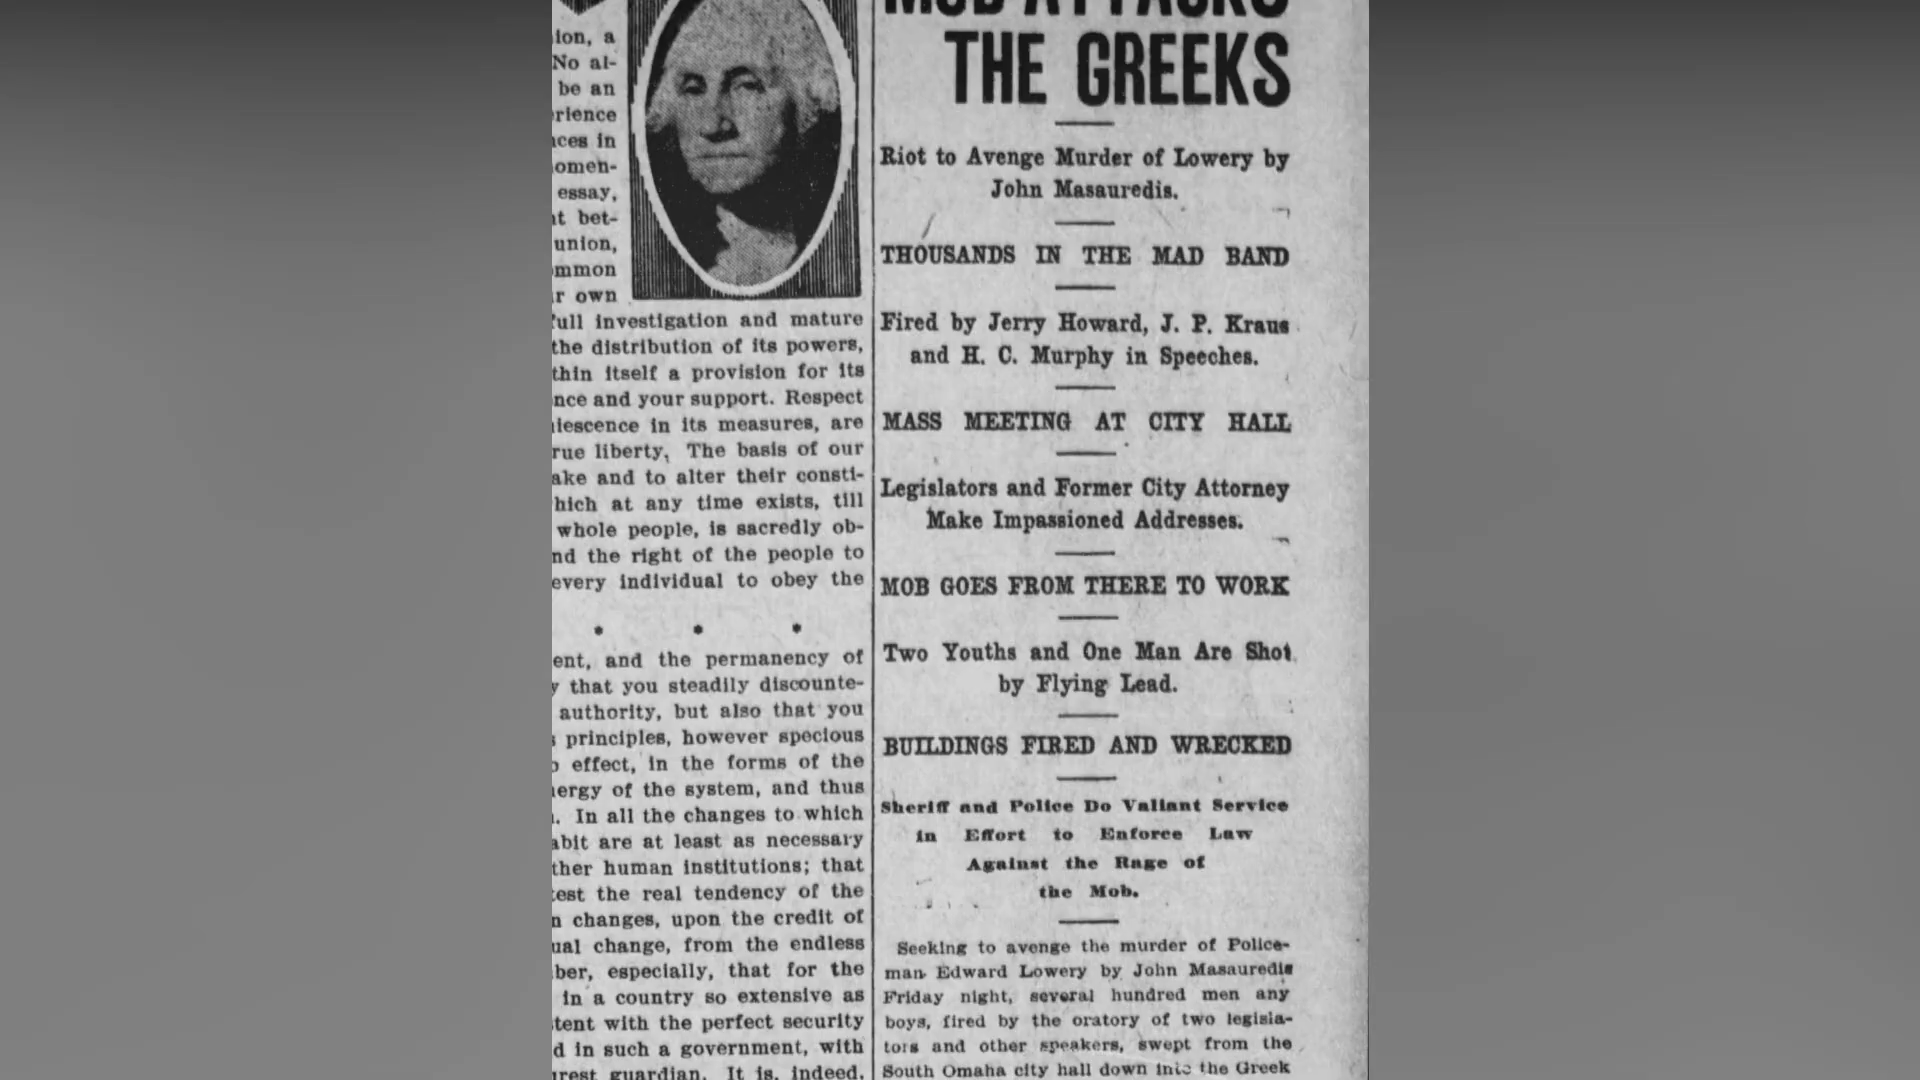 ion, a
No al-
be an
rience
ces in
omen-
essay,
t bet-
union,
mmon
r own
full investigation and mature
the distribution of its powers,
thin itself a provision for its
nce and your support. Respect
iescence in its measures, are
rue liberty. The basis of our
ake and to alter their consti-
hich at any time exists, till
whole people, is sacredly ob-
nd the right of the people to
every individual to obey the
* * *
ent, and the permanency of
y that you steadily discounte-
authority, but also that you
s principles, however specious
o effect, in the forms of the
nergy of the system, and thus
. In all the changes to which
abit are at least as necessary
ther human institutions; that
test the real tendency of the
n changes, upon the credit of
ual change, from the endless
ber, especially, that for the
in a country so extensive as
tent with the perfect security
d in such a government, with
urest guardian. It is, indeed,
MOB ATTACKS
THE GREEKS
Riot to Avenge Murder of Lowery by
John Masauredis.
THOUSANDS IN THE MAD BAND
Fired by Jerry Howard, J. P. Kraus
and H. C. Murphy in Speeches.
MASS MEETING AT CITY HALL
Legislators and Former City Attorney
Make Impassioned Addresses.
MOB GOES FROM THERE TO WORK
Two Youths and One Man Are Shot
by Flying Lead.
BUILDINGS FIRED AND WRECKED
Sheriff and Police Do Valiant Service
in Effort to Enforce Law
Against the Rage of
the Mob.
Seeking to avenge the murder of Police-
man Edward Lowery by John Masauredis
Friday night, several hundred men any
boys, fired by the oratory of two legisla-
tors and other speakers, swept from the
South Omaha city hall down into the Greek